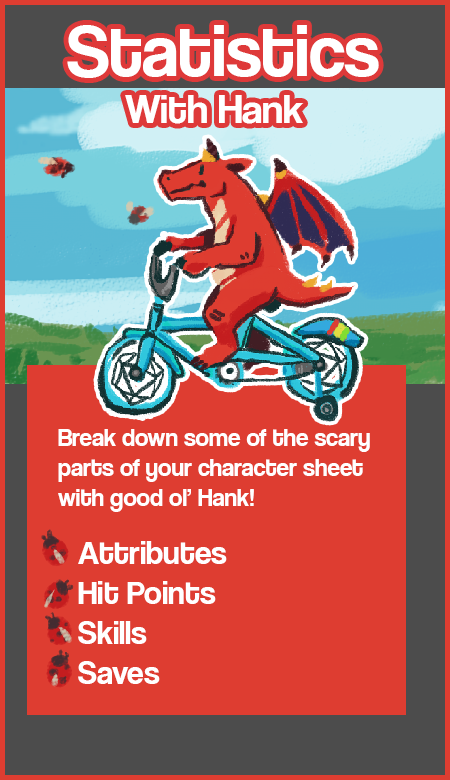 Statistics
With Hank
Break down some of the scary
parts of your character sheet
with good ol' Hank!
Attributes
Hit Points
Skills
Saves